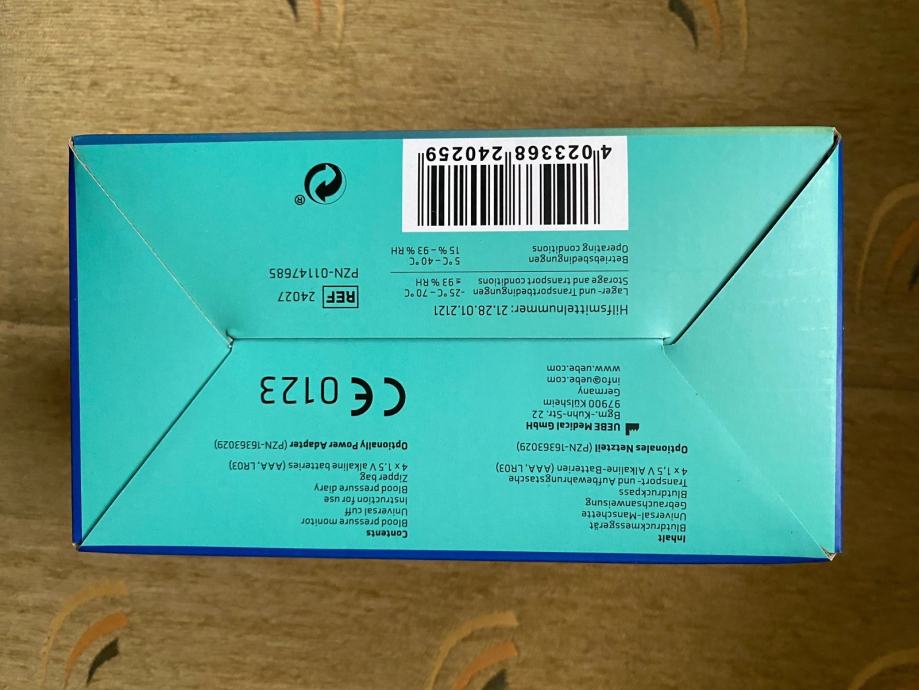 Inhalt
Blutdruckmessgerät
Universal-Manschette
Gebrauchsanweisung
Blutdruckpass
Transport- und Aufbewahrungstasche
4 x 1.5 V Alkaline-Batterien (AAA, LR03)
Optionales Netzteil (PZN-16363029)
UEBE Medical GmbH
Bgm.-Kuhn-Str. 22
97900 Külsheim
Germany
info@uebe.com
www.uebe.com
Contents
Blood pressure monitor
Universal cuff
Instruction for use
Blood pressure diary
Zipper bag
4 x 1.5 V alkaline batteries (AAA, LR03)
Optionally Power Adapter (PZN-16363029)
CE 0123
Hilfsmittelnummer: 21.28.01.2121
Lager-und Transportbedingungen -25°C – 70°C
Storage and transport conditions ± 93 % RH
Betriebsbedingungen 5°C – 40°C
Operating conditions 15 % – 93 % RH
REF 24027
PZN-01147685
4 023368 240259
®